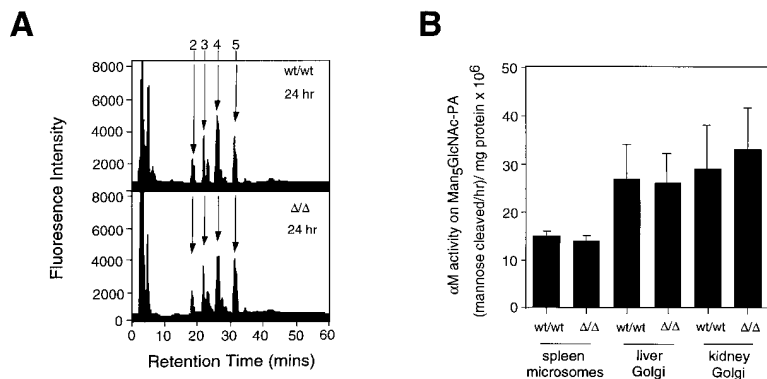 A
2 3 4 5
8000
6000
4000
2000
0
wt/wt
24 hr
8000
6000
4000
2000
0
Δ/Δ
24 hr
Fluoresence Intensity
0 10 20 30 40 50 60
Retention Time (mins)
B
αM activity on Man5GlcNAc-PA
(mannose cleaved/hr)/ mg protein x 10^6
50
40
30
15
10
0
wt/wt Δ/Δ wt/wt Δ/Δ wt/wt Δ/Δ
spleen
microsomes
liver
Golgi
kidney
Golgi